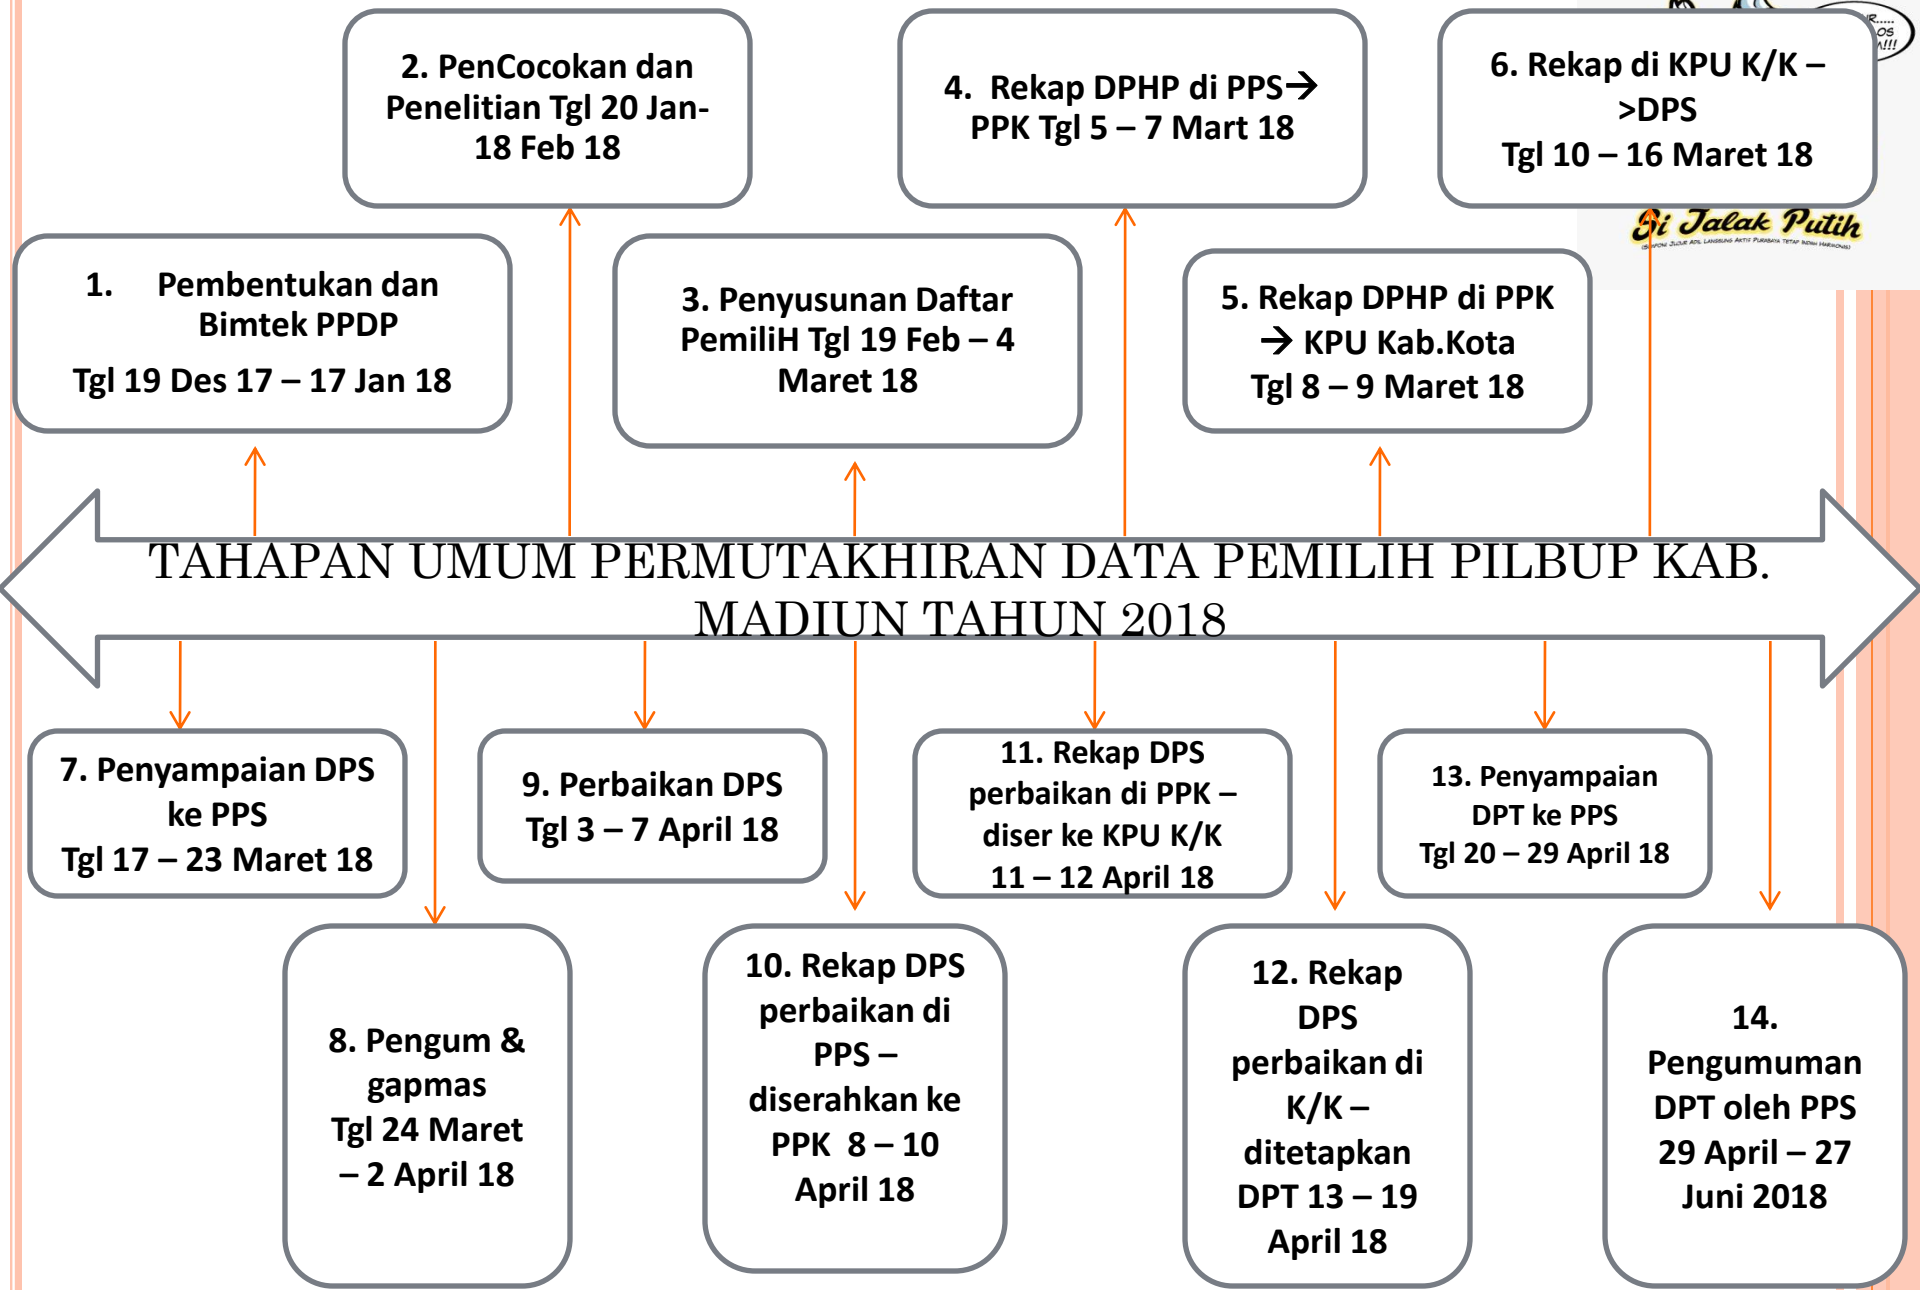 2. PenCocokan dan
Penelitian Tgl 20 Jan-
18 Feb 18
4. Rekap DPHP di PPS→
PPK Tgl 5 – 7 Mart 18
6. Rekap di KPU K/K –
>DPS
Tgl 10 – 16 Maret 18
Si Jalak Putih
1. Pembentukan dan
Bimtek PPDP
Tgl 19 Des 17 – 17 Jan 18
3. Penyusunan Daftar
PemiliH Tgl 19 Feb – 4
Maret 18
5. Rekap DPHP di PPK
→ KPU Kab.Kota
Tgl 8 – 9 Maret 18
TAHAPAN UMUM PERMUTAKHIRAN DATA PEMILIH PILBUP KAB.
MADIUN TAHUN 2018
7. Penyampaian DPS
ke PPS
Tgl 17 – 23 Maret 18
8. Pengum &
gapmas
Tgl 24 Maret
– 2 April 18
9. Perbaikan DPS
Tgl 3 – 7 April 18
10. Rekap DPS
perbaikan di
PPS –
diserahkan ke
PPK 8 – 10
April 18
11. Rekap DPS
perbaikan di PPK –
diser ke KPU K/K
11 – 12 April 18
12. Rekap
DPS
perbaikan di
K/K –
ditetapkan
DPT 13 – 19
April 18
13. Penyampaian
DPT ke PPS
Tgl 20 – 29 April 18
14.
Pengumuman
DPT oleh PPS
29 April – 27
Juni 2018